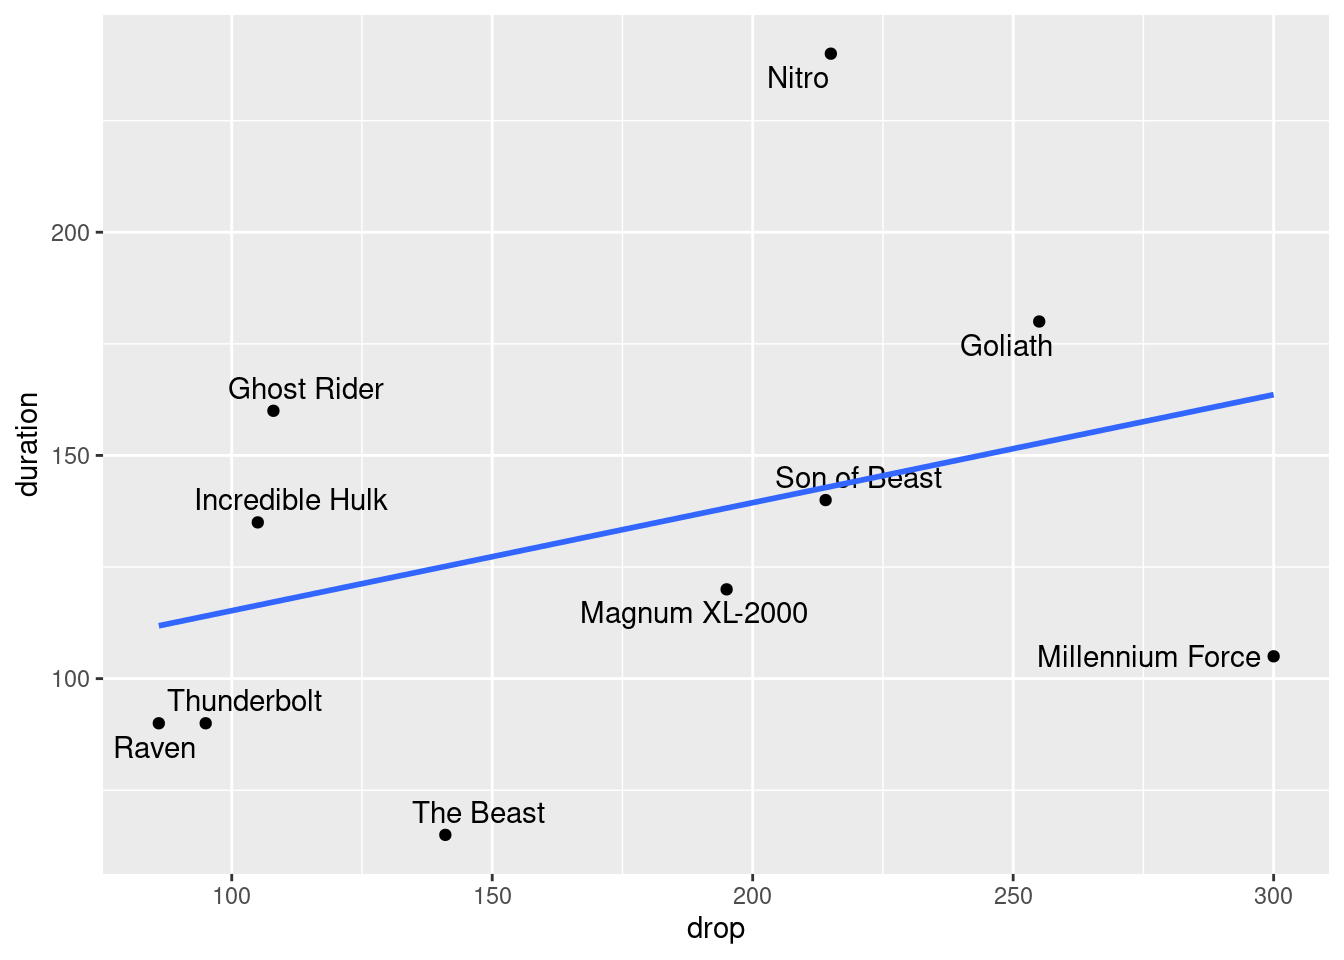 Nitro
200
Goliath
Ghost Rider
150
Son of Beast
Incredible Hulk
Magnum XL-2000
Millennium Force
100
Thunderbolt
Raven
The Beast
duration
100 150 200 250 300
drop